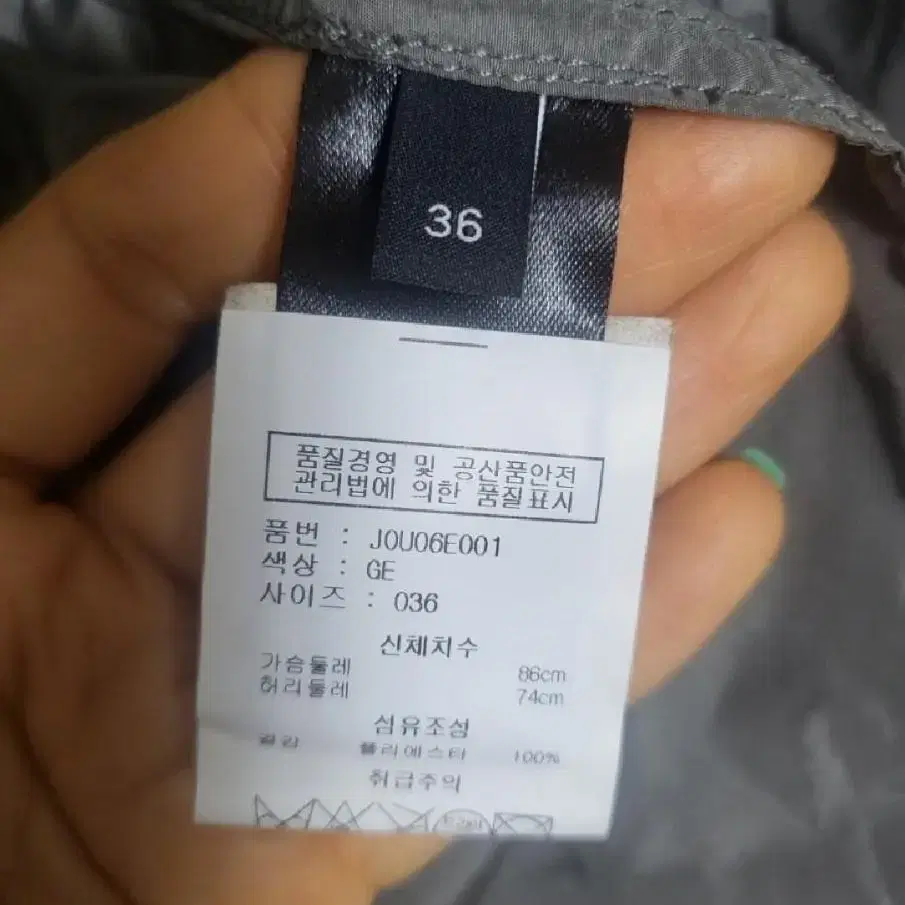 36
품질경영 및 공산품안전
관리법에 의한 품질표시
품번 : JOU06E001
색상 : GE
사이즈 : 036
신체치수
가슴둘레 86cm
허리둘레 74cm
섬유조성
겉감 폴리에스터 100%
취급주의